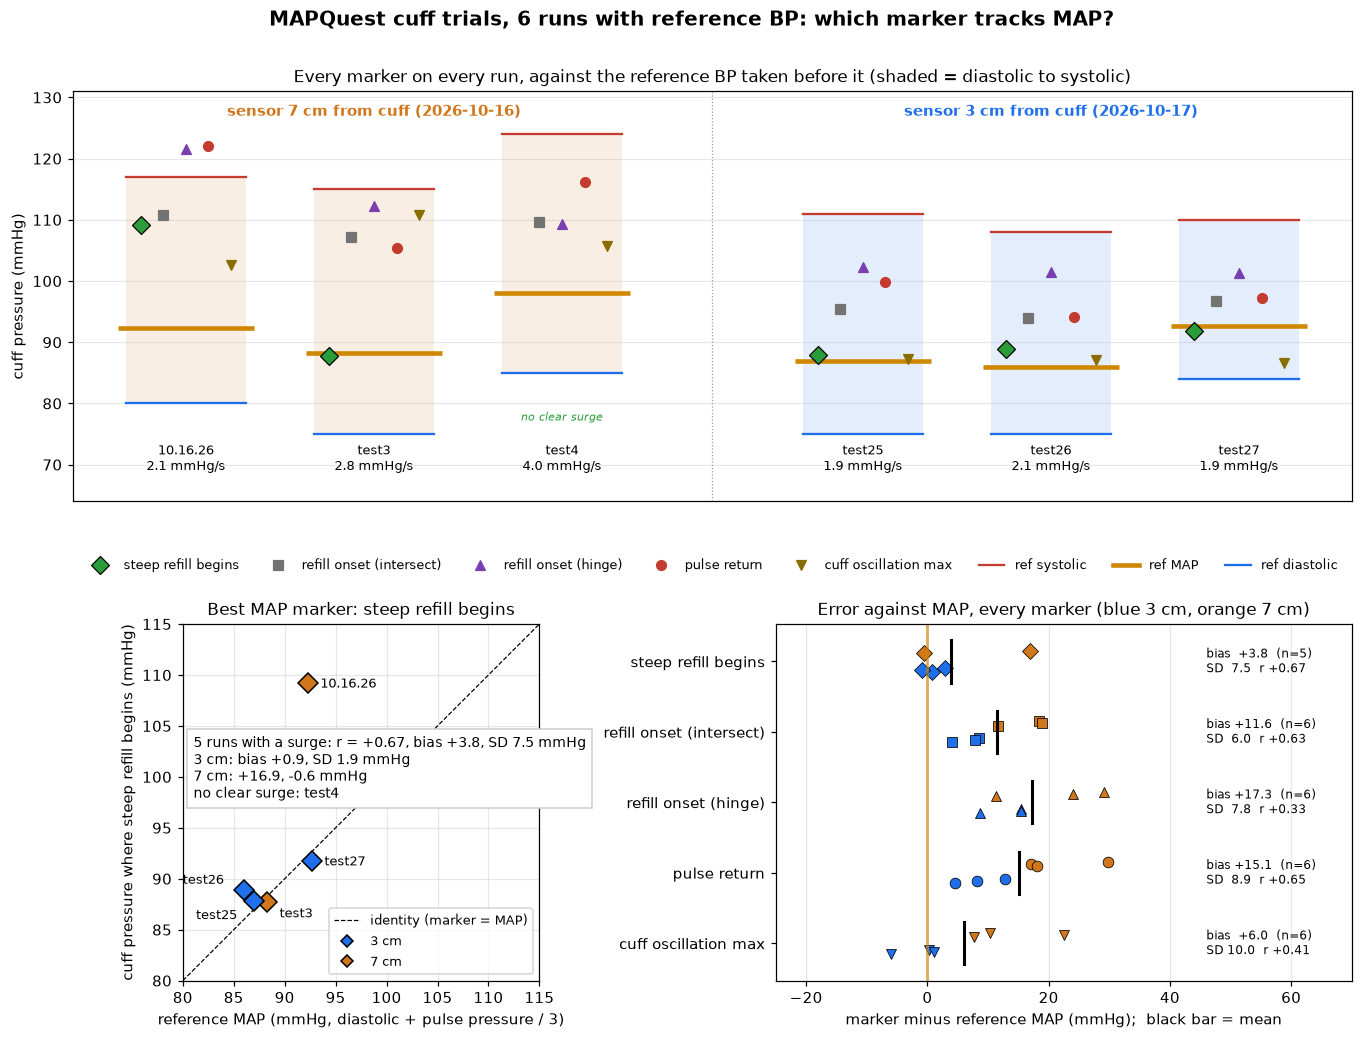 MAPQuest cuff trials, 6 runs with reference BP: which marker tracks MAP?
Every marker on every run, against the reference BP taken before it (shaded = diastolic to systolic)
sensor 7 cm from cuff (2026-10-16)
sensor 3 cm from cuff (2026-10-17)
cuff pressure (mmHg)
130
120
110
100
90
80
70
no clear surge
10.16.26
2.1 mmHg/s
test3
2.8 mmHg/s
test4
4.0 mmHg/s
test25
1.9 mmHg/s
test26
2.1 mmHg/s
test27
1.9 mmHg/s
steep refill begins
refill onset (intersect)
refill onset (hinge)
pulse return
cuff oscillation max
ref systolic
ref MAP
ref diastolic
Best MAP marker: steep refill begins
cuff pressure where steep refill begins (mmHg)
115
110
105
100
95
90
85
80
10.16.26
5 runs with a surge: r = +0.67, bias +3.8, SD 7.5 mmHg
3 cm: bias +0.9, SD 1.9 mmHg
7 cm: +16.9, -0.6 mmHg
no clear surge: test4
test27
test26
test25
test3
identity (marker = MAP)
3 cm
7 cm
80
85
90
95
100
105
110
115
reference MAP (mmHg, diastolic + pulse pressure / 3)
Error against MAP, every marker (blue 3 cm, orange 7 cm)
steep refill begins
bias +3.8 (n=5)
SD 7.5 r +0.67
refill onset (intersect)
bias +11.6 (n=6)
SD 6.0 r +0.63
refill onset (hinge)
bias +17.3 (n=6)
SD 7.8 r +0.33
pulse return
bias +15.1 (n=6)
SD 8.9 r +0.65
cuff oscillation max
bias +6.0 (n=6)
SD 10.0 r +0.41
−20
0
20
40
60
marker minus reference MAP (mmHg); black bar = mean